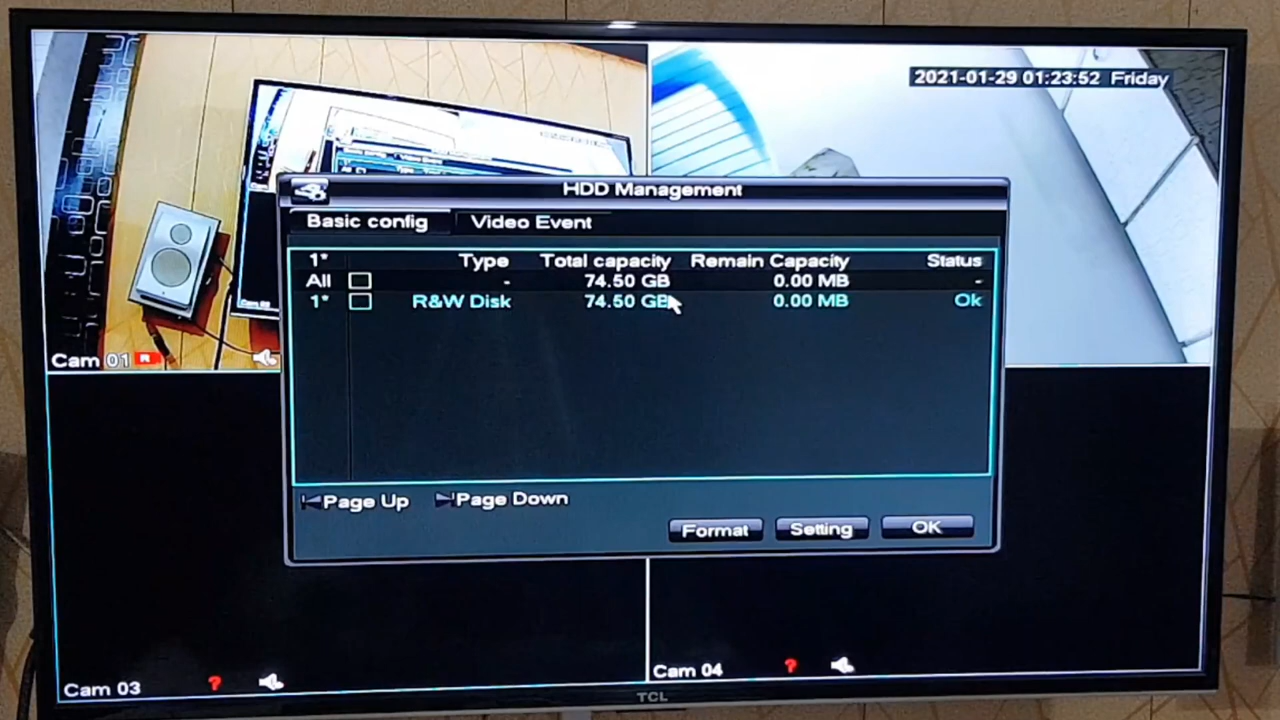 2021-01-29 01:23:52 Friday
HDD Management
Basic config Video Event
1* Type Total capacity Remain Capacity Status
All - 74.50 GB 0.00 MB -
1* R&W Disk 74.50 GB 0.00 MB Ok
Cam 01 R
Page Up Page Down
Format Setting OK
Cam 03 ?
Cam 04 ?
TCL